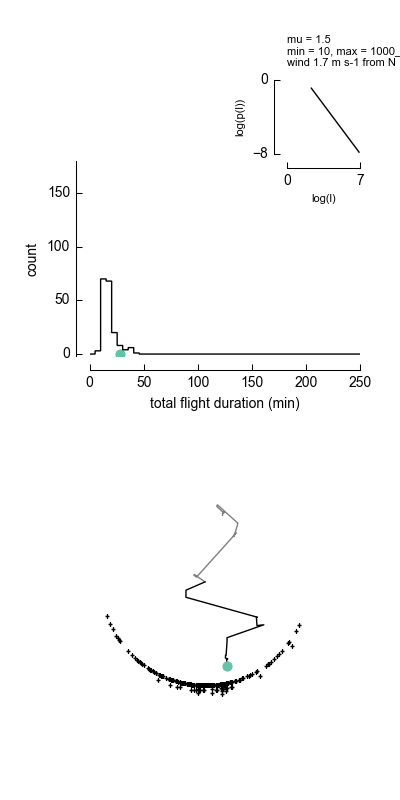 mu = 1.5
min = 10, max = 1000_
wind 1.7 m s-1 from N
0
−8
log(p(l))
0 7
log(l)
150
100
50
0
count
0 50 100 150 200 250
total flight duration (min)